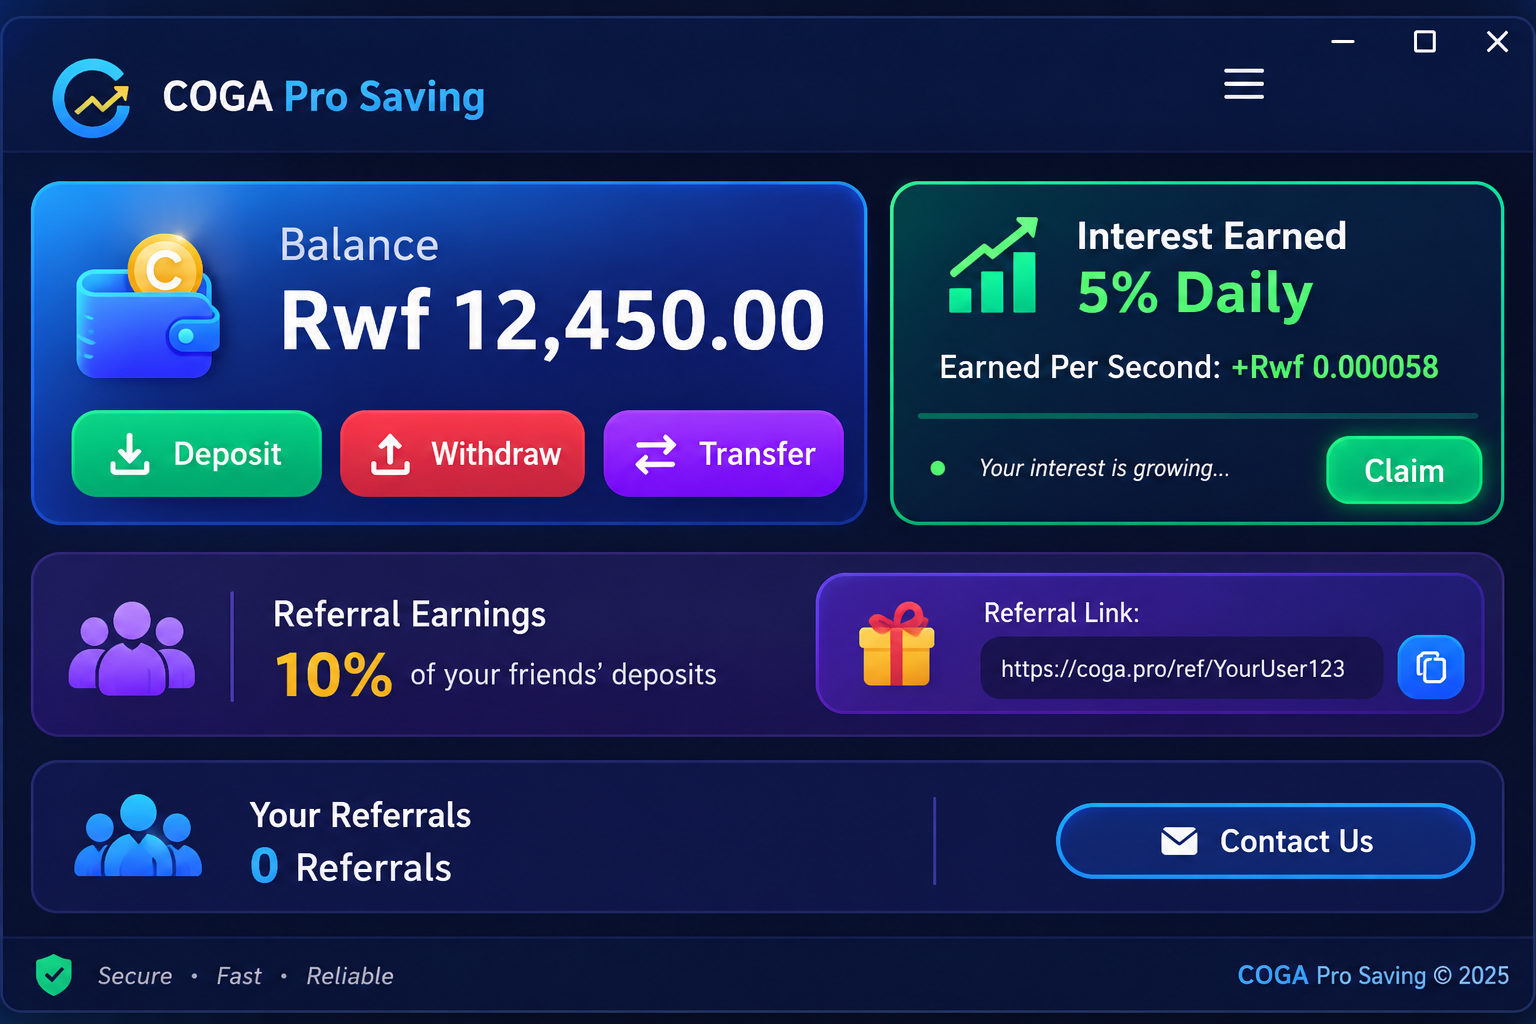 COGA Pro Saving
Balance
Rwf 12,450.00
Deposit
Withdraw
Transfer
Interest Earned
5% Daily
Earned Per Second: +Rwf 0.000058
Your interest is growing...
Claim
Referral Earnings
10% of your friends’ deposits
Referral Link:
https://coga.pro/ref/YourUser123
Your Referrals
0 Referrals
Contact Us
Secure • Fast • Reliable
COGA Pro Saving © 2025